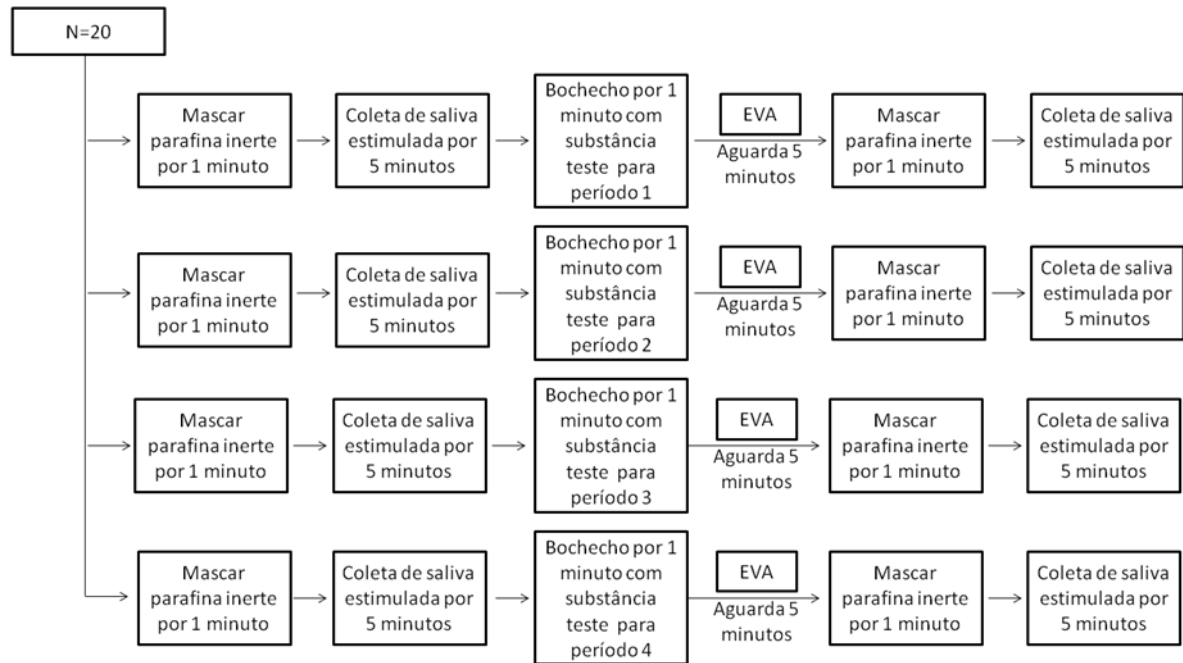 N=20
Mascar
parafina inerte
por 1 minuto
Coleta de saliva
estimulada por
5 minutos
Bochecho por 1
minuto com
substância
teste para
período 1
EVA
Aguarda 5
minutos
Mascar
parafina inerte
por 1 minuto
Coleta de saliva
estimulada por
5 minutos
Mascar
parafina inerte
por 1 minuto
Coleta de saliva
estimulada por
5 minutos
Bochecho por 1
minuto com
substância
teste para
período 2
EVA
Aguarda 5
minutos
Mascar
parafina inerte
por 1 minuto
Coleta de saliva
estimulada por
5 minutos
Mascar
parafina inerte
por 1 minuto
Coleta de saliva
estimulada por
5 minutos
Bochecho por 1
minuto com
substância
teste para
período 3
EVA
Aguarda 5
minutos
Mascar
parafina inerte
por 1 minuto
Coleta de saliva
estimulada por
5 minutos
Mascar
parafina inerte
por 1 minuto
Coleta de saliva
estimulada por
5 minutos
Bochecho por 1
minuto com
substância
teste para
período 4
EVA
Aguarda 5
minutos
Mascar
parafina inerte
por 1 minuto
Coleta de saliva
estimulada por
5 minutos